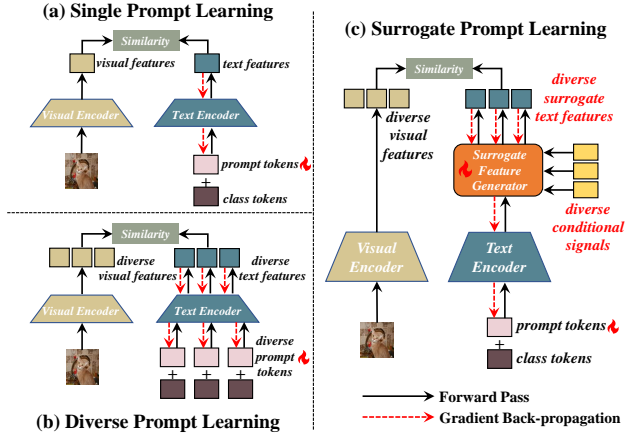 (a) Single Prompt Learning
Similarity
visual features
text features
Visual Encoder
Text Encoder
prompt tokens
+
class tokens
Similarity
diverse
visual features
diverse
text features
Visual Encoder
Text Encoder
diverse
prompt
tokens
+ + +
(b) Diverse Prompt Learning
(c) Surrogate Prompt Learning
Similarity
diverse
visual
features
diverse
surrogate
text features
Surrogate
Feature
Generator
diverse
conditional
signals
Visual
Encoder
Text
Encoder
prompt tokens
+
class tokens
Forward Pass
Gradient Back-propagation